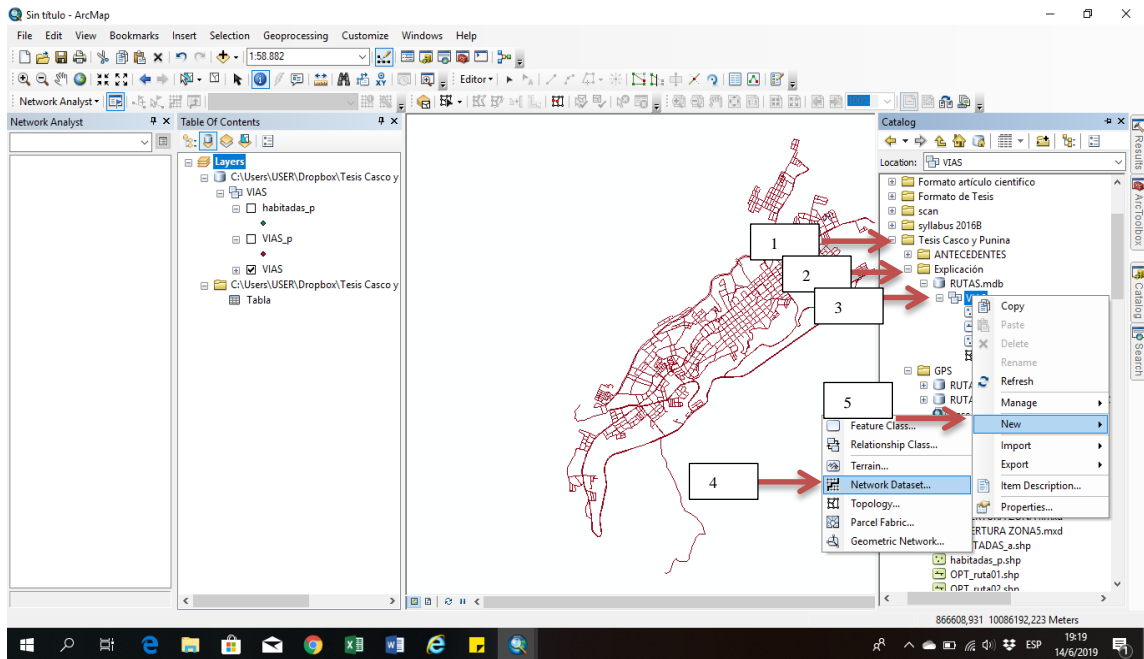 Sin título - ArcMap
File Edit View Bookmarks Insert Selection Geoprocessing Customize Windows Help
1:58.882
Editor
Network Analyst
Network Analyst
Table Of Contents
Catalog
Layers
C:\Users\USER\Dropbox\Tesis Casco y
VIAS
habitadas_p
VIAS_p
VIAS
C:\Users\USER\Dropbox\Tesis Casco y
Tabla
1
2
3
5
4
Location: VIAS
Formato artículo cientifico
Formato de Tesis
scan
syllabus 2016B
Tesis Casco y Punina
ANTECEDENTES
Explicación
RUTAS.mdb
GPS
Copy
Paste
Delete
Rename
Refresh
Manage
New
Import
Export
Item Description...
Properties...
Feature Class...
Relationship Class...
Terrain...
Network Dataset...
Topology...
Parcel Fabric...
Geometric Network...
ERTURA ZONA5.mxd
TADAS_a.shp
habitadas_p.shp
OPT_ruta01.shp
OPT_ruta02.shp
Results
ArcToolbox
Catalog
Search
866608,931 10086192,223 Meters
ESP
19:19
14/6/2019